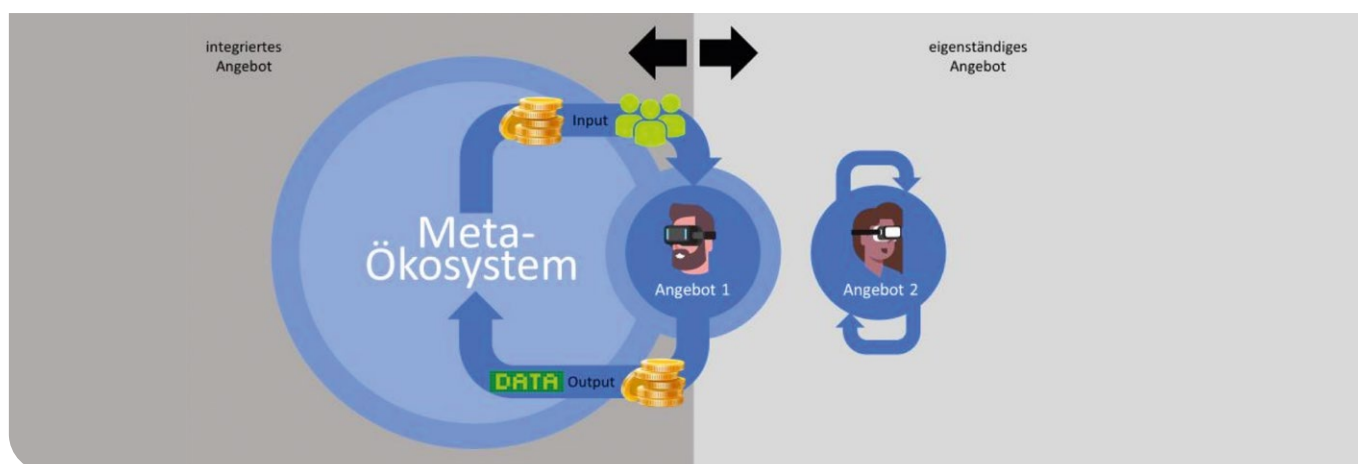 integriertes
Angebot
eigenständiges
Angebot
Input
Meta-
Ökosystem
Angebot 1
Angebot 2
DATA Output